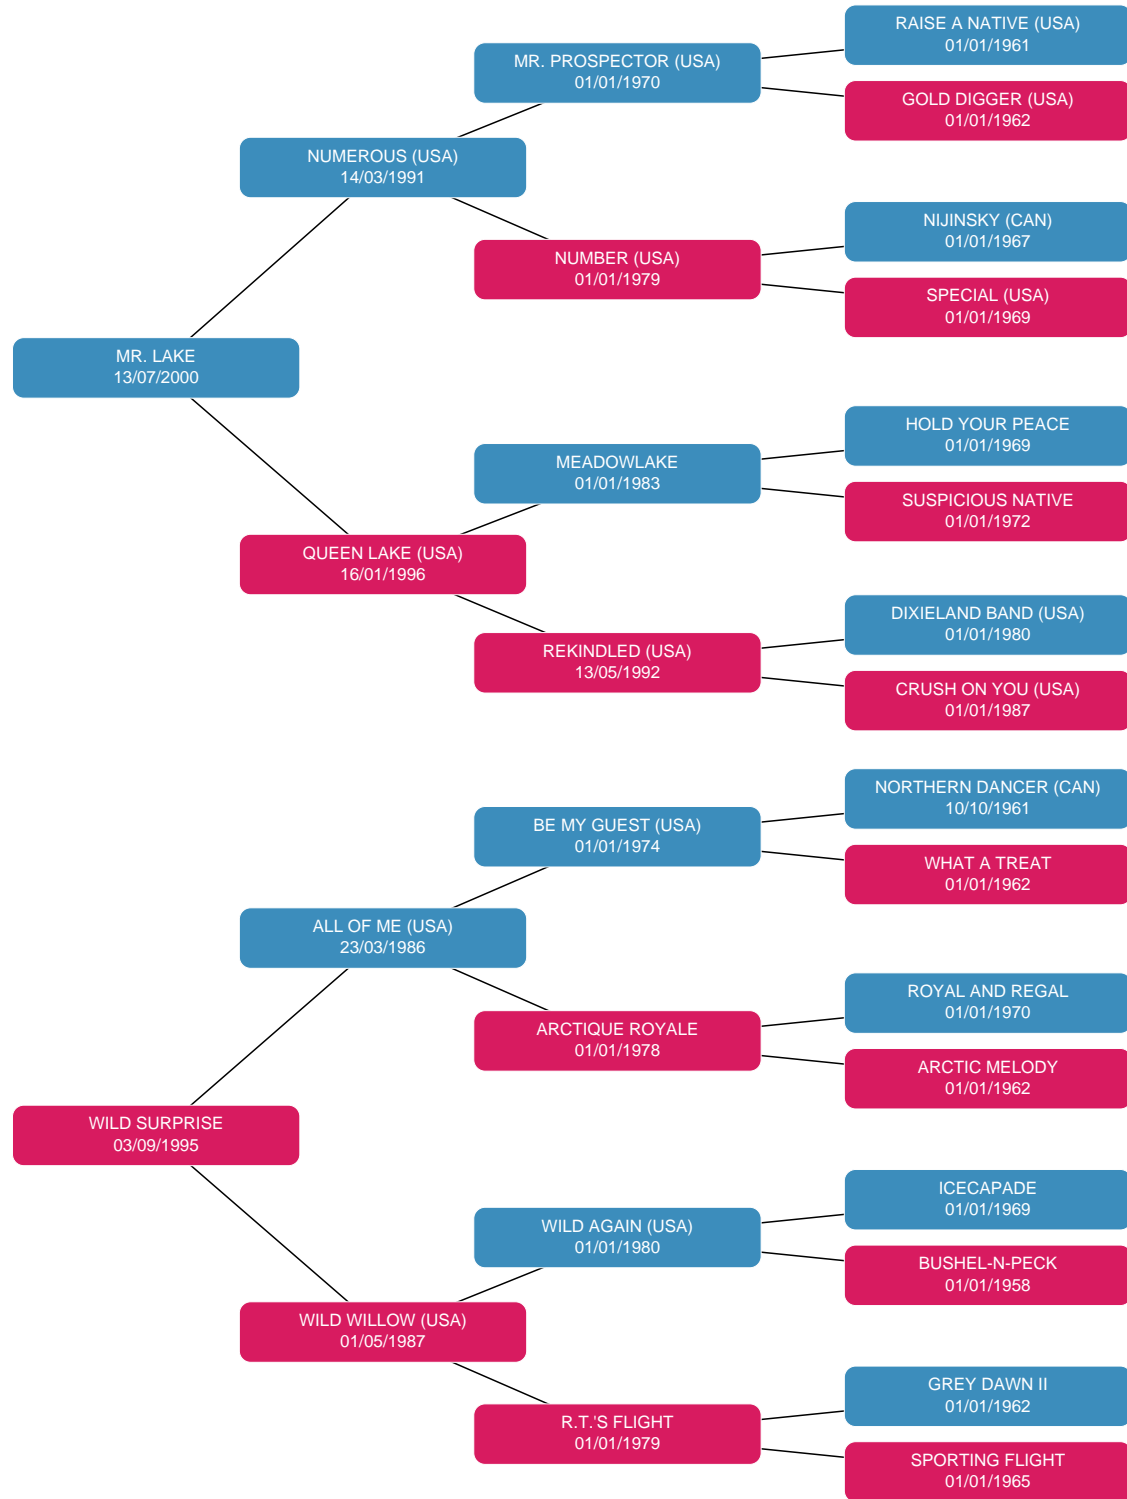 RAISE A NATIVE (USA)
01/01/1961
MR. PROSPECTOR (USA)
01/01/1970
GOLD DIGGER (USA)
01/01/1962
NUMEROUS (USA)
14/03/1991
NIJINSKY (CAN)
01/01/1967
NUMBER (USA)
01/01/1979
SPECIAL (USA)
01/01/1969
MR. LAKE
13/07/2000
HOLD YOUR PEACE
01/01/1969
MEADOWLAKE
01/01/1983
SUSPICIOUS NATIVE
01/01/1972
QUEEN LAKE (USA)
16/01/1996
DIXIELAND BAND (USA)
01/01/1980
REKINDLED (USA)
13/05/1992
CRUSH ON YOU (USA)
01/01/1987
NORTHERN DANCER (CAN)
10/10/1961
BE MY GUEST (USA)
01/01/1974
WHAT A TREAT
01/01/1962
ALL OF ME (USA)
23/03/1986
ROYAL AND REGAL
01/01/1970
ARCTIQUE ROYALE
01/01/1978
ARCTIC MELODY
01/01/1962
WILD SURPRISE
03/09/1995
ICECAPADE
01/01/1969
WILD AGAIN (USA)
01/01/1980
BUSHEL-N-PECK
01/01/1958
WILD WILLOW (USA)
01/05/1987
GREY DAWN II
01/01/1962
R.T.'S FLIGHT
01/01/1979
SPORTING FLIGHT
01/01/1965